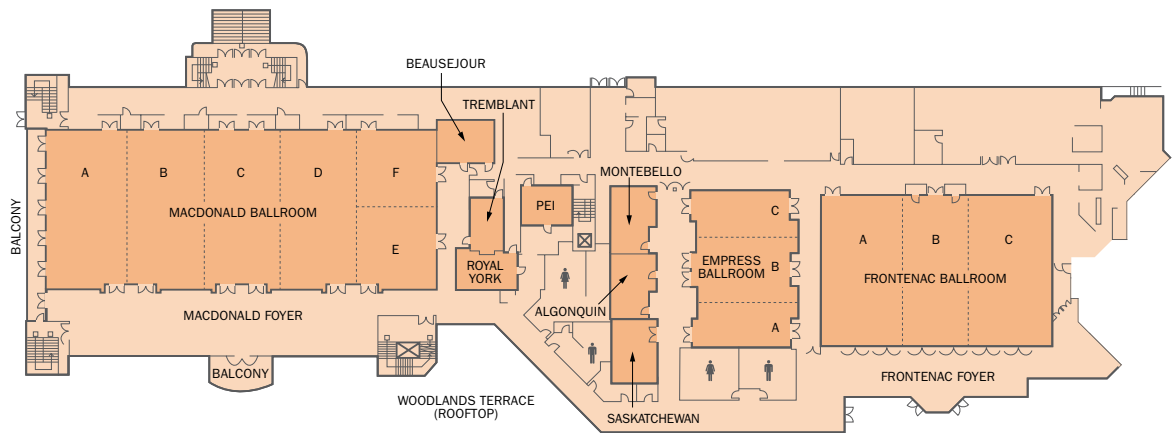 BEAUSEJOUR
TREMBLANT
MONTEBELLO
A
B
C
D
F
MACDONALD BALLROOM
E
BALCONY
PEI
ROYAL
YORK
MACDONALD FOYER
BALCONY
WOODLANDS TERRACE
(ROOFTOP)
ALGONQUIN
SASKATCHEWAN
C
EMPRESS
BALLROOM
B
A
A
B
C
FRONTENAC BALLROOM
FRONTENAC FOYER